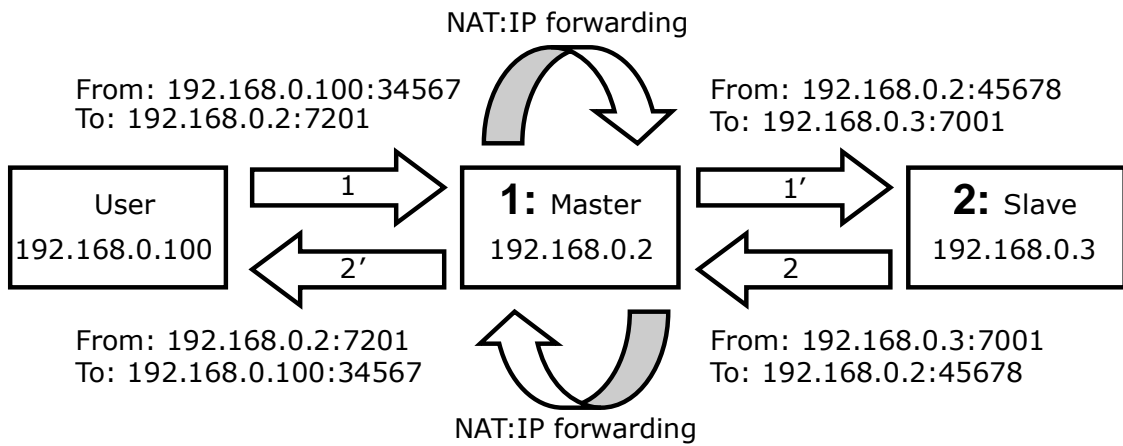 NAT:IP forwarding
From: 192.168.0.100:34567
To: 192.168.0.2:7201
From: 192.168.0.2:45678
To: 192.168.0.3:7001
User
192.168.0.100
1
1: Master
192.168.0.2
1’
2: Slave
192.168.0.3
2’
2
From: 192.168.0.2:7201
To: 192.168.0.100:34567
From: 192.168.0.3:7001
To: 192.168.0.2:45678
NAT:IP forwarding